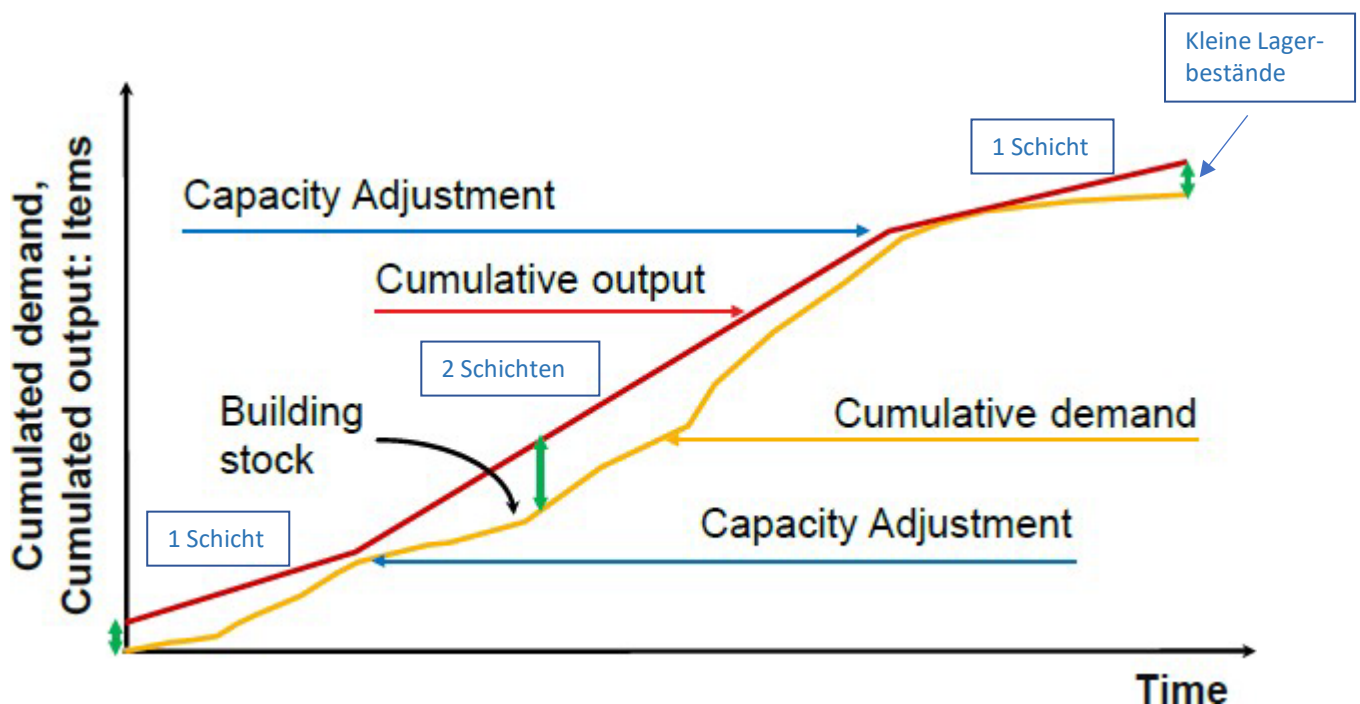 Kleine Lager-
bestände
1 Schicht
Capacity Adjustment
Cumulative output
2 Schichten
Building
stock
Cumulative demand
1 Schicht
Capacity Adjustment
Cumulated demand,
Cumulated output: Items
Time